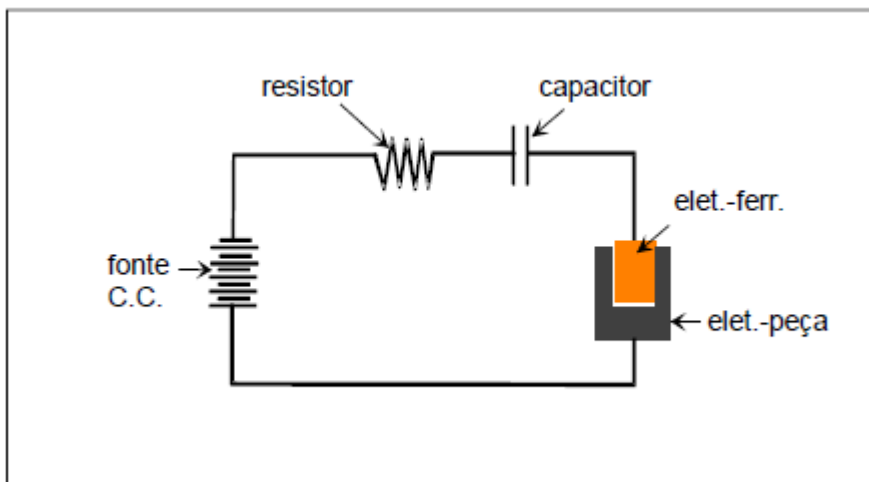 resistor
capacitor
elet.-ferr.
fonte
C.C.
elet.-peça